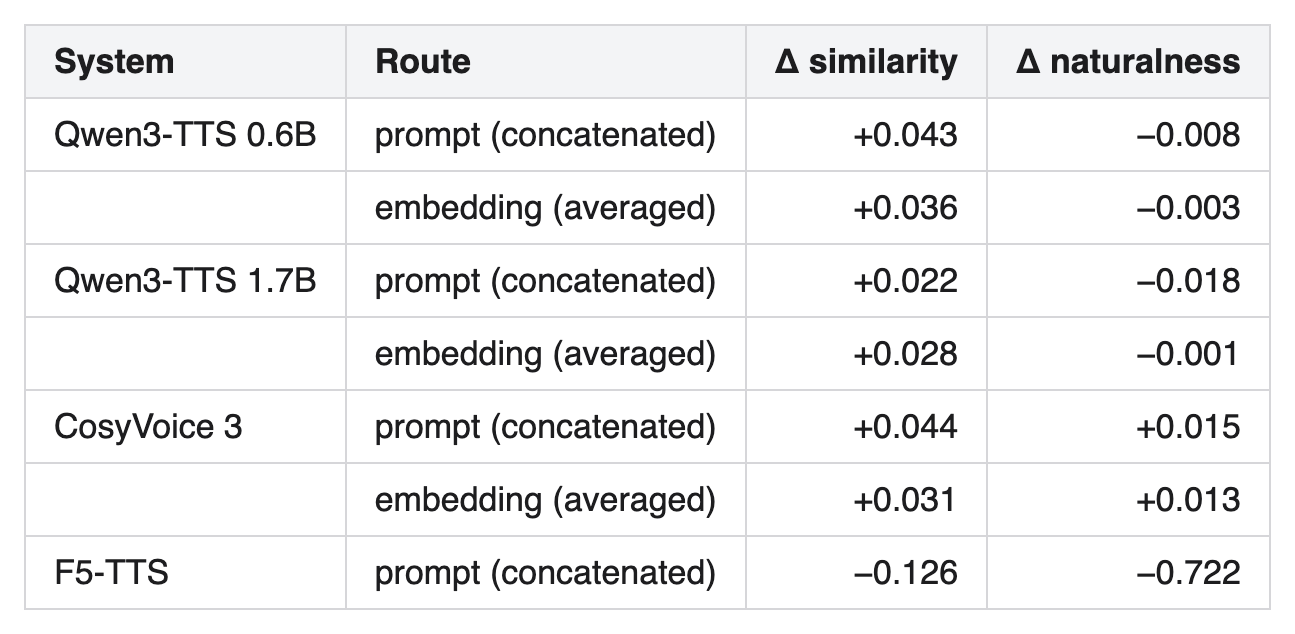 System Route Δ similarity Δ naturalness
Qwen3-TTS 0.6B prompt (concatenated) +0.043 −0.008
embedding (averaged) +0.036 −0.003
Qwen3-TTS 1.7B prompt (concatenated) +0.022 −0.018
embedding (averaged) +0.028 −0.001
CosyVoice 3 prompt (concatenated) +0.044 +0.015
embedding (averaged) +0.031 +0.013
F5-TTS prompt (concatenated) −0.126 −0.722